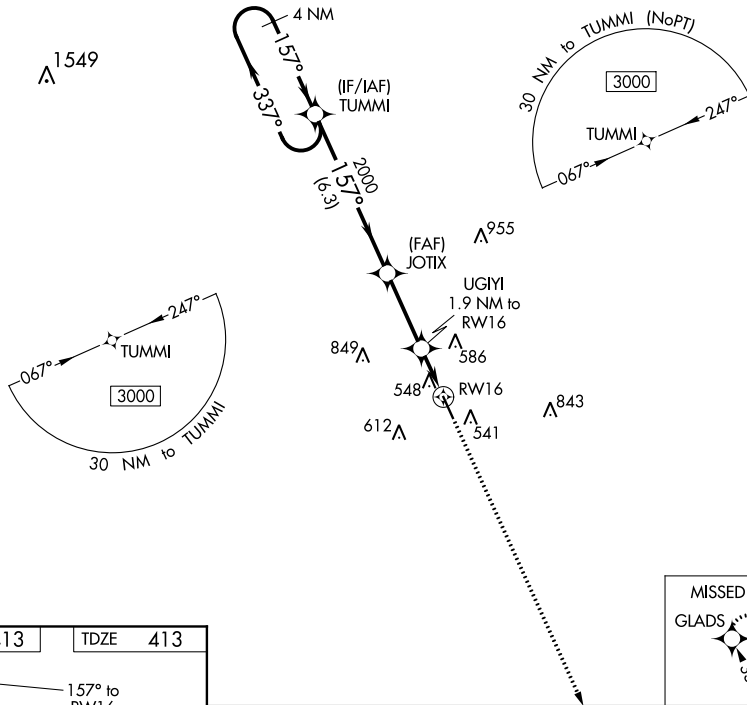 4 NM
1549
157°
337°
(IF/IAF)
TUMMI
30 NM to TUMMI (NoPT)
3000
TUMMI
067°
247°
2000
157°
(6.3)
(FAF)
JOTIX
955
UGIYI
1.9 NM to
RW16
247°
067°
TUMMI
3000
30 NM to TUMMI
849
586
548
RW16
612
541
843
MISSED
GLADS
13
TDZE 413
157° to